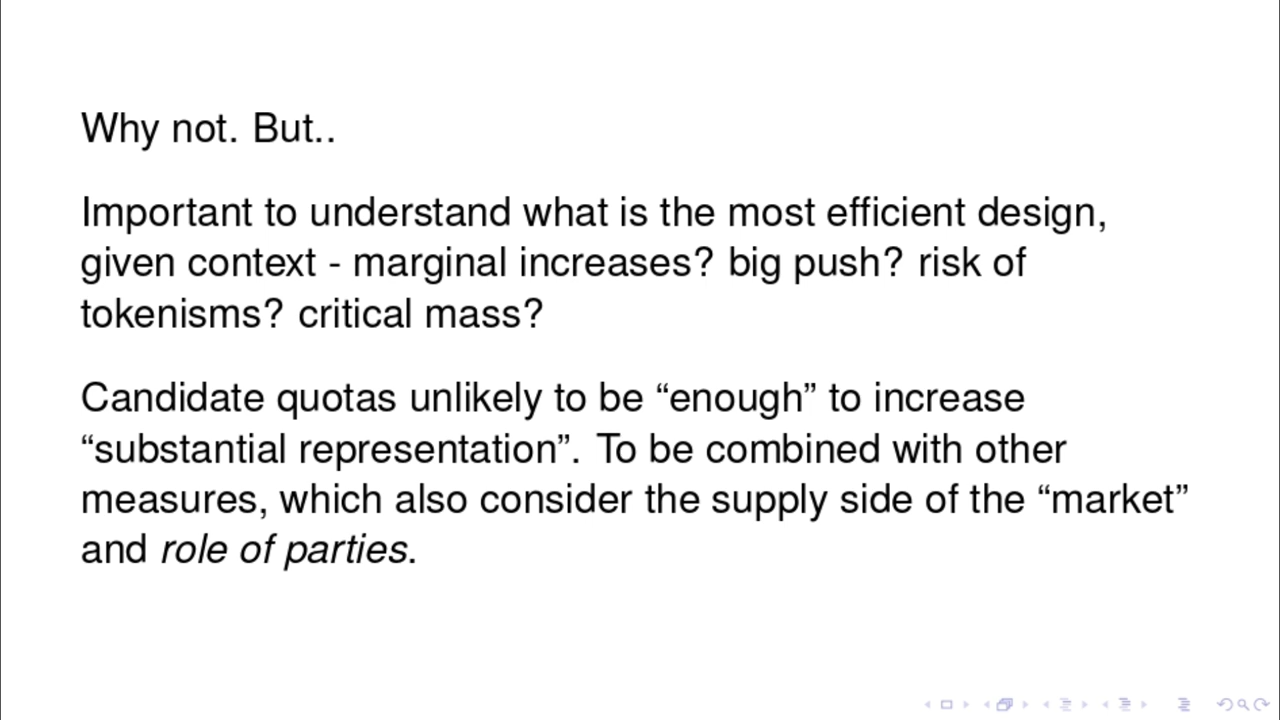 Why not. But..
Important to understand what is the most efficient design,
given context - marginal increases? big push? risk of
tokenisms? critical mass?
Candidate quotas unlikely to be “enough” to increase
“substantial representation”. To be combined with other
measures, which also consider the supply side of the “market”
and role of parties.